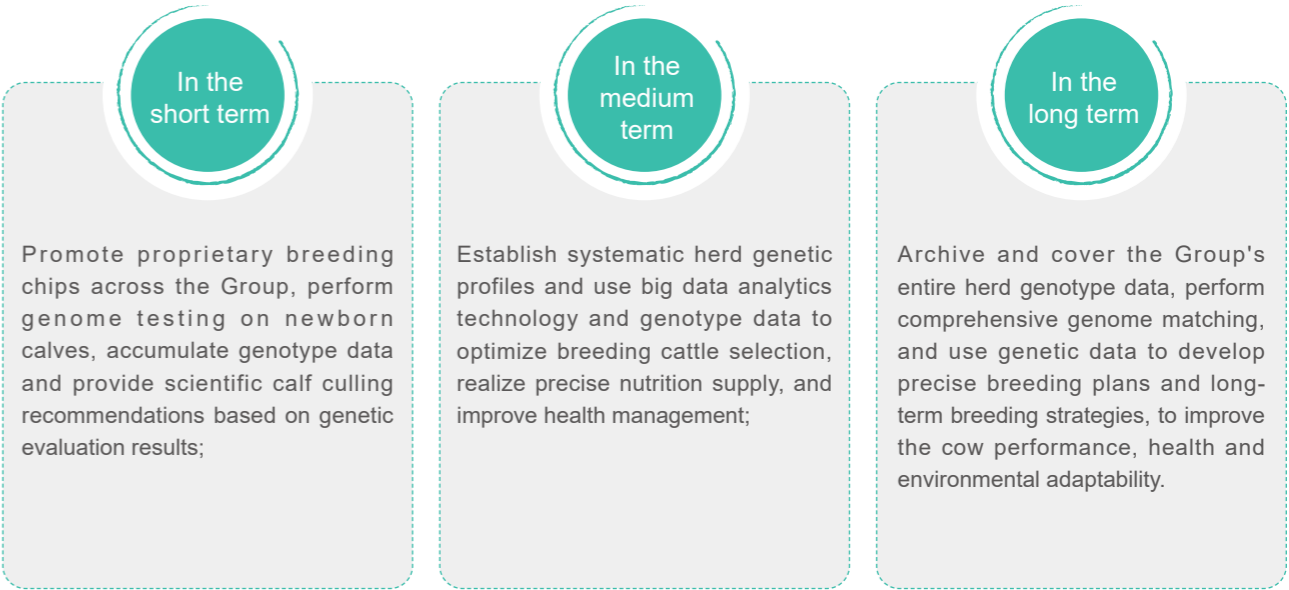 In the
short term
Promote proprietary breeding
chips across the Group, perform
genome testing on newborn
calves, accumulate genotype data
and provide scientific calf culling
recommendations based on genetic
evaluation results;
In the
medium
term
Establish systematic herd genetic
profiles and use big data analytics
technology and genotype data to
optimize breeding cattle selection,
realize precise nutrition supply, and
improve health management;
In the
long term
Archive and cover the Group's
entire herd genotype data, perform
comprehensive genome matching,
and use genetic data to develop
precise breeding plans and long-
term breeding strategies, to improve
the cow performance, health and
environmental adaptability.